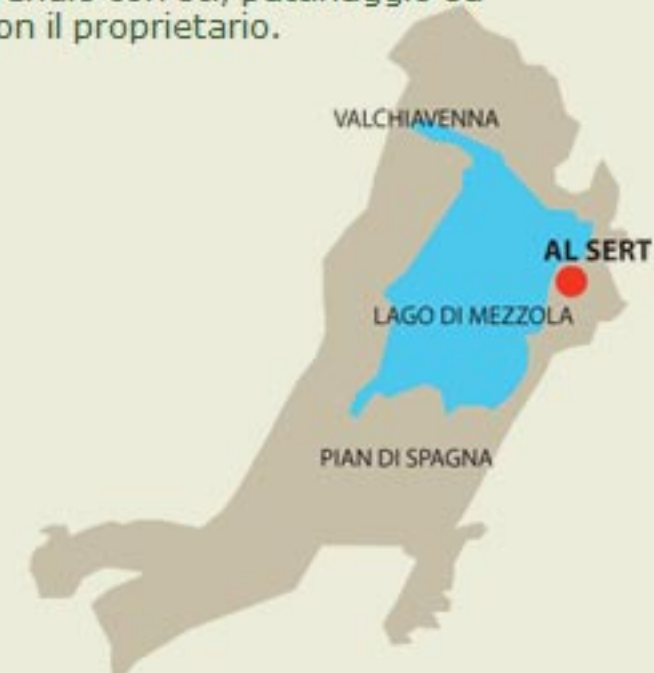 on il proprietario.
VALCHIAVENNA
AL SERT
LAGO DI MEZZOLA
PIAN DI SPAGNA